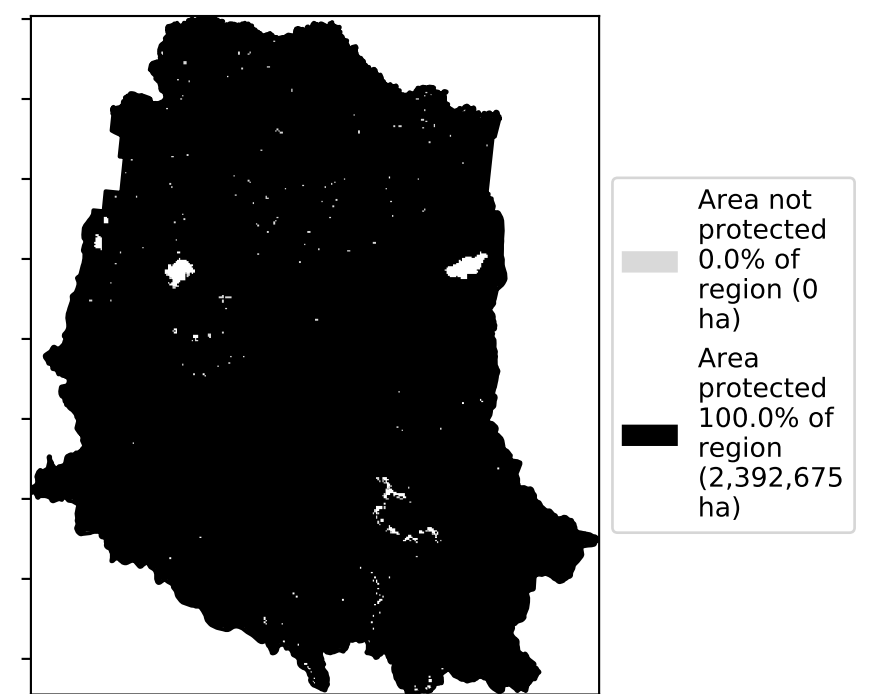 Area not
protected
0.0% of
region (0
ha)
Area
protected
100.0% of
region
(2,392,675
ha)